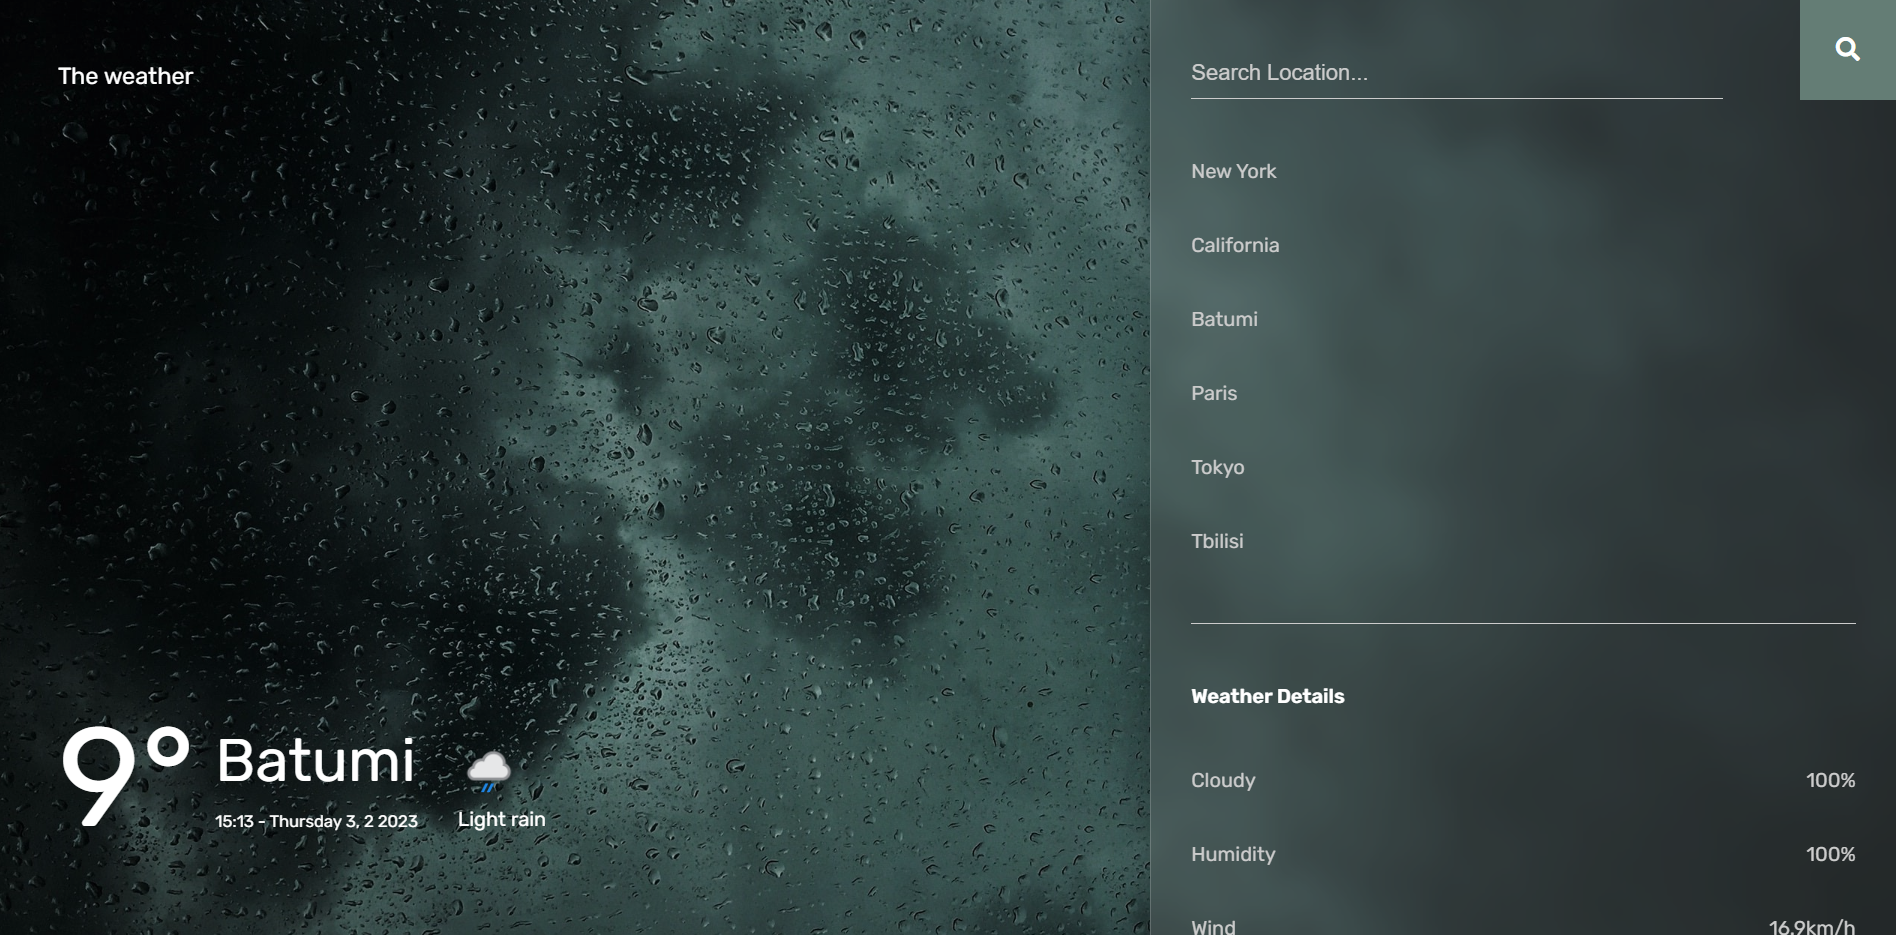 The weather
9°
Batumi
15:13 - Thursday 3, 2 2023
Light rain
Search Location...
New York
California
Batumi
Paris
Tokyo
Tbilisi
Weather Details
Cloudy 100%
Humidity 100%
Wind 16.9km/h